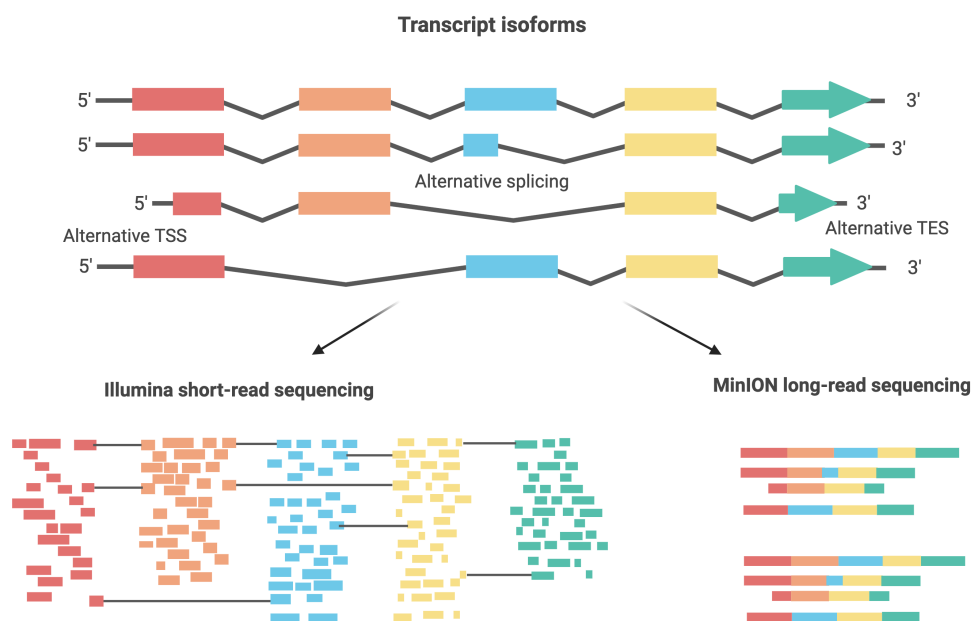 Transcript isoforms
5' 3'
5' 3'
Alternative splicing
5' 3'
Alternative TSS Alternative TES
5' 3'
Illumina short-read sequencing MinION long-read sequencing